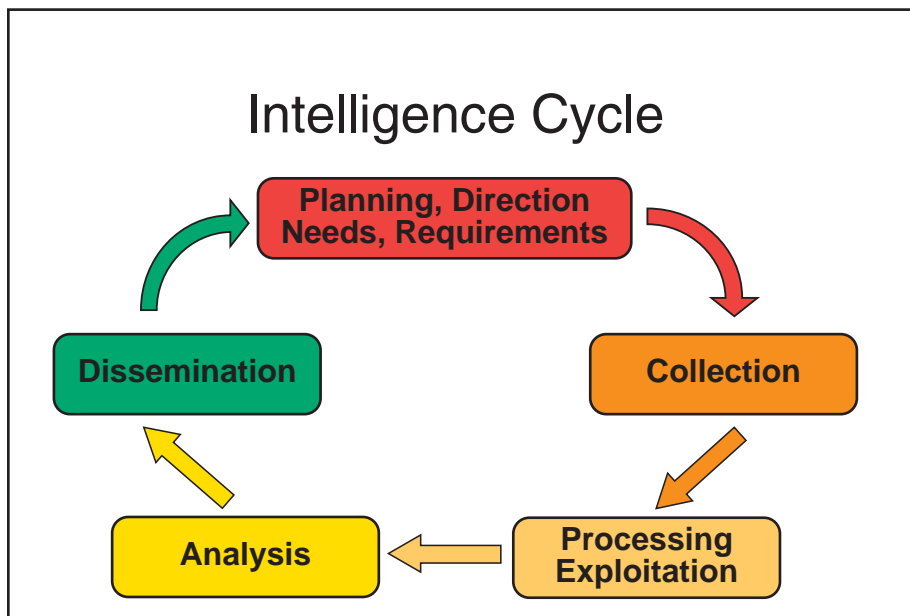 Intelligence Cycle
Planning, Direction
Needs, Requirements
Collection
Processing
Exploitation
Analysis
Dissemination